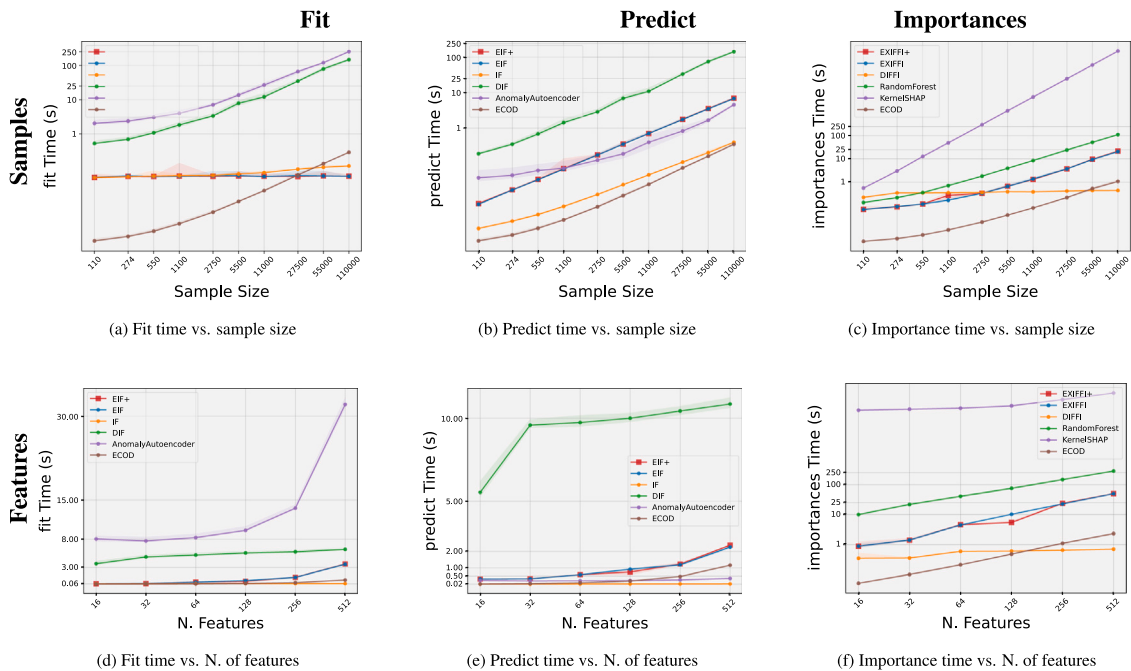 Fit
Predict
Importances
Samples
fit Time (s)
250
100
25
10
1
110
274
550
1100
2750
5500
11000
27500
55000
110000
Sample Size
(a) Fit time vs. sample size
predict Time (s)
250
100
25
10
1
EIF+
EIF
IF
DIF
AnomalyAutoencoder
ECOD
110
274
550
1100
2750
5500
11000
27500
55000
110000
Sample Size
(b) Predict time vs. sample size
importances Time (s)
250
100
25
10
1
EXIFFI+
EXIFFI
DIFFI
RandomForest
KernelSHAP
ECOD
110
274
550
1100
2750
5500
11000
27500
55000
110000
Sample Size
(c) Importance time vs. sample size
Features
fit Time (s)
30.00
15.00
8.00
3.00
0.06
EIF+
EIF
IF
DIF
AnomalyAutoencoder
ECOD
16
32
64
128
256
512
N. Features
(d) Fit time vs. N. of features
predict Time (s)
10.00
5.00
2.00
1.00
0.50
0.02
EIF+
EIF
IF
DIF
AnomalyAutoencoder
ECOD
16
32
64
128
256
512
N. Features
(e) Predict time vs. N. of features
importances Time (s)
250
100
25
10
1
EXIFFI+
EXIFFI
DIFFI
RandomForest
KernelSHAP
ECOD
16
32
64
128
256
512
N. Features
(f) Importance time vs. N. of features